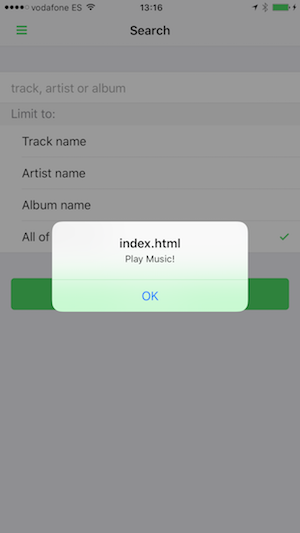 vodafone ES 13:16
Search
track, artist or album
Limit to:
Track name
Artist name
Album name
All of
index.html
Play Music!
OK